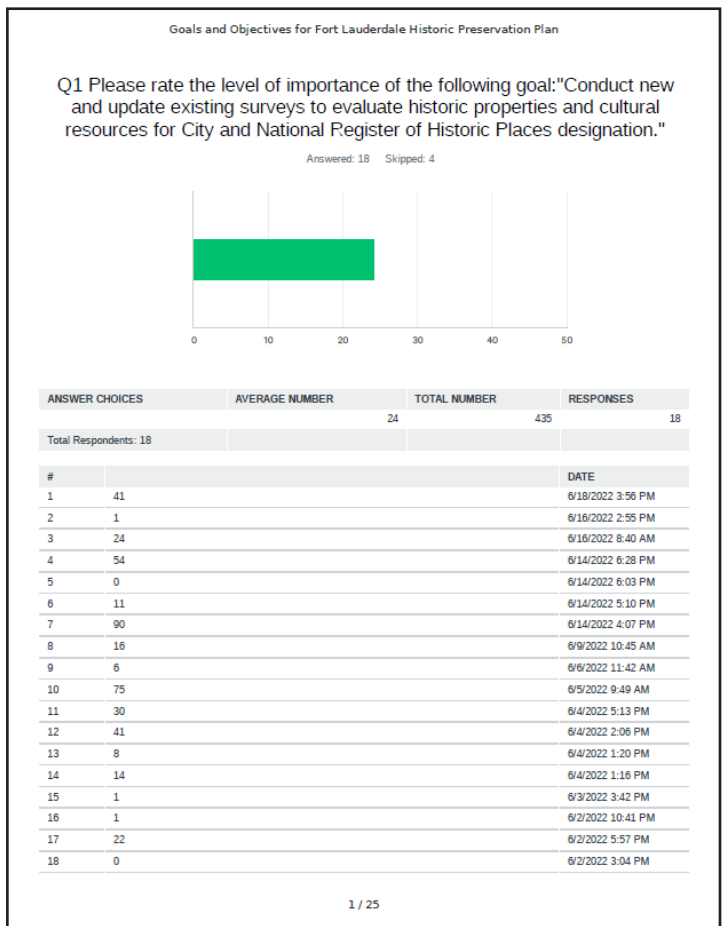 Goals and Objectives for Fort Lauderdale Historic Preservation Plan
Q1 Please rate the level of importance of the following goal:"Conduct new
and update existing surveys to evaluate historic properties and cultural
resources for City and National Register of Historic Places designation."
Answered: 18 Skipped: 4
0 10 20 30 40 50
ANSWER CHOICES AVERAGE NUMBER TOTAL NUMBER RESPONSES
24 435 18
Total Respondents: 18
# DATE
1 41 6/18/2022 3:56 PM
2 1 6/16/2022 2:55 PM
3 24 6/16/2022 8:40 AM
4 54 6/14/2022 6:28 PM
5 0 6/14/2022 6:03 PM
6 11 6/14/2022 5:10 PM
7 90 6/14/2022 4:07 PM
8 16 6/9/2022 10:45 AM
9 6 6/6/2022 11:42 AM
10 75 6/5/2022 9:49 AM
11 30 6/4/2022 5:13 PM
12 41 6/4/2022 2:06 PM
13 8 6/4/2022 1:20 PM
14 14 6/4/2022 1:16 PM
15 1 6/3/2022 3:42 PM
16 1 6/2/2022 10:41 PM
17 22 6/2/2022 5:57 PM
18 0 6/2/2022 3:04 PM
1 / 25